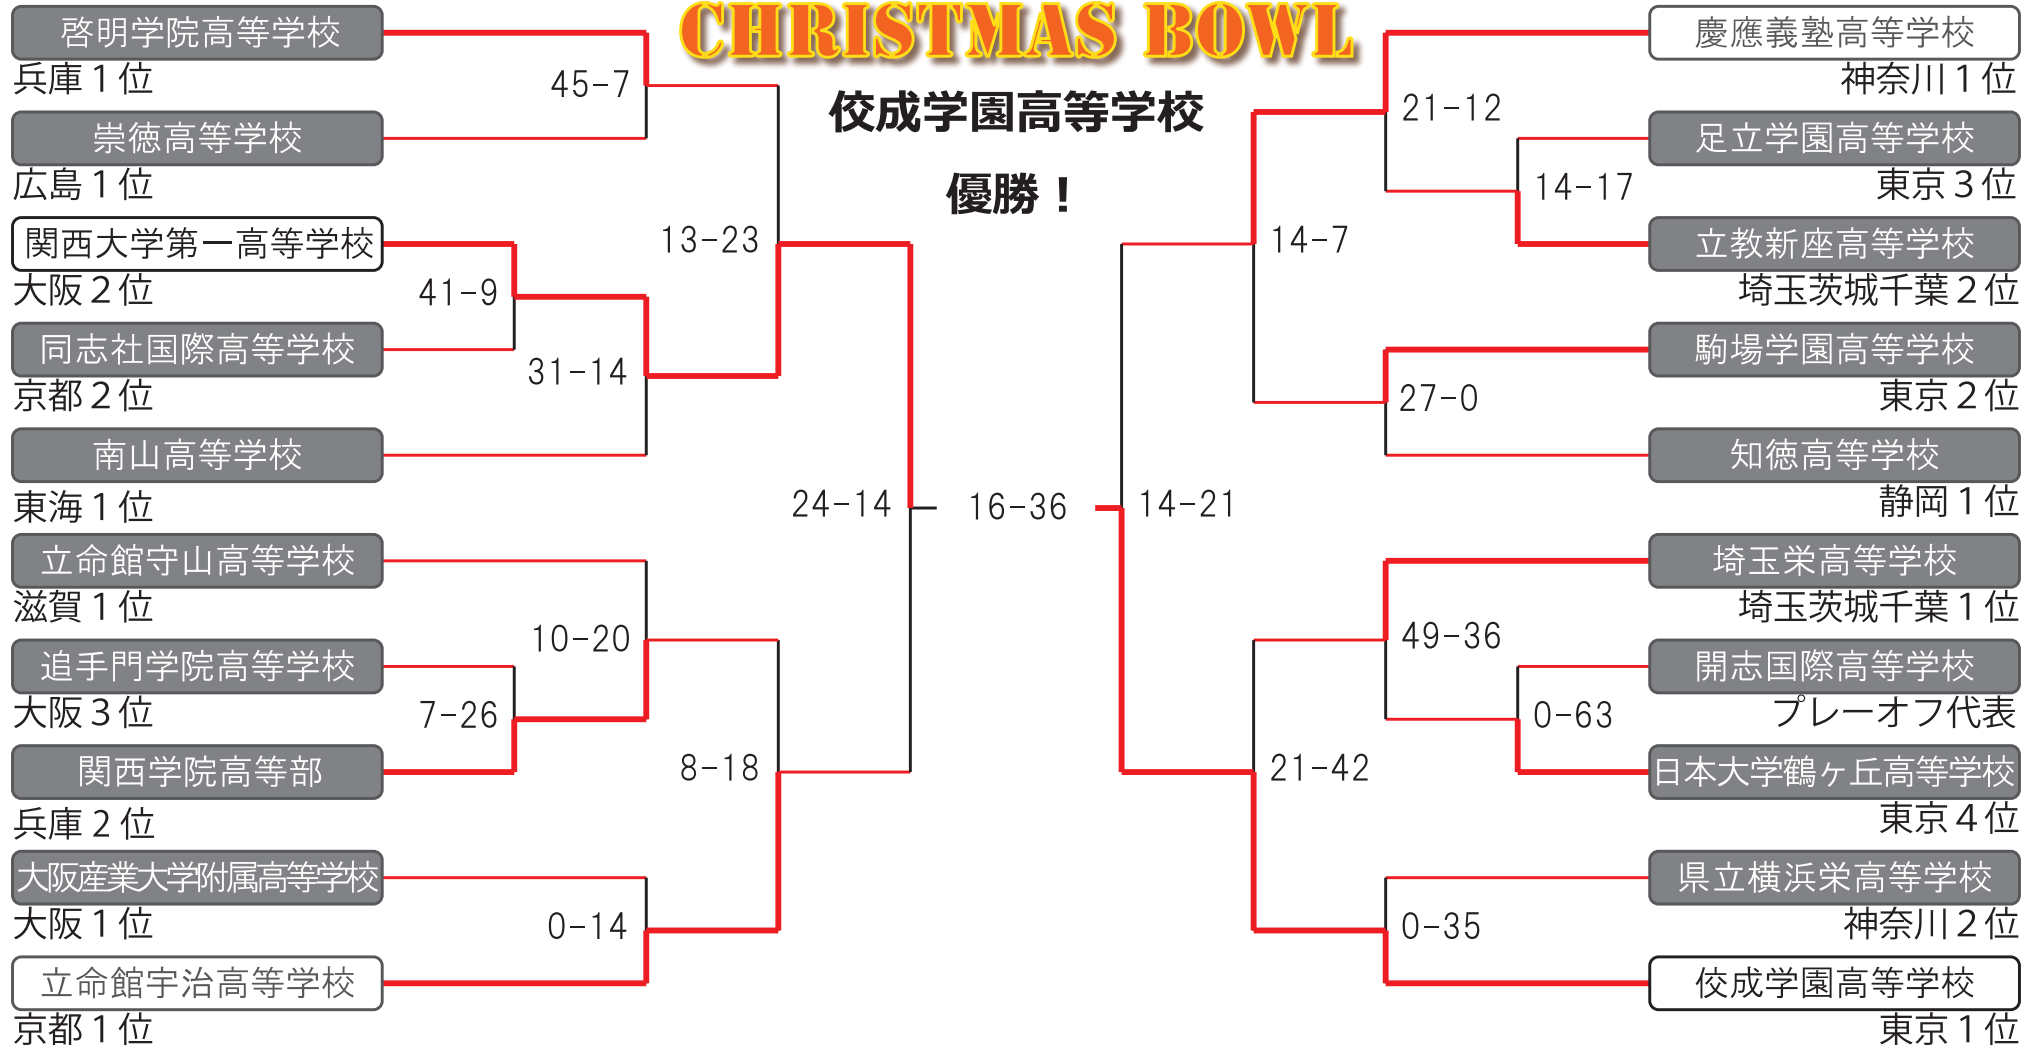 CHRISTMAS BOWL
佼成学園高等学校
優勝！
啓明学院高等学校
兵庫１位
45−7
崇徳高等学校
広島１位
13−23
関西大学第一高等学校
大阪２位
41−9
同志社国際高等学校
京都２位
31−14
南山高等学校
東海１位
24−14
立命館守山高等学校
滋賀１位
10−20
追手門学院高等学校
大阪３位
7−26
関西学院高等部
兵庫２位
8−18
大阪産業大学附属高等学校
大阪１位
0−14
立命館宇治高等学校
京都１位
16−36
慶應義塾高等学校
神奈川１位
21−12
足立学園高等学校
東京３位
14−17
立教新座高等学校
埼玉茨城千葉２位
14−7
駒場学園高等学校
東京２位
27−0
知徳高等学校
静岡１位
14−21
埼玉栄高等学校
埼玉茨城千葉１位
49−36
開志国際高等学校
プレーオフ代表
0−63
日本大学鶴ヶ丘高等学校
東京４位
21−42
県立横浜栄高等学校
神奈川２位
0−35
佼成学園高等学校
東京１位